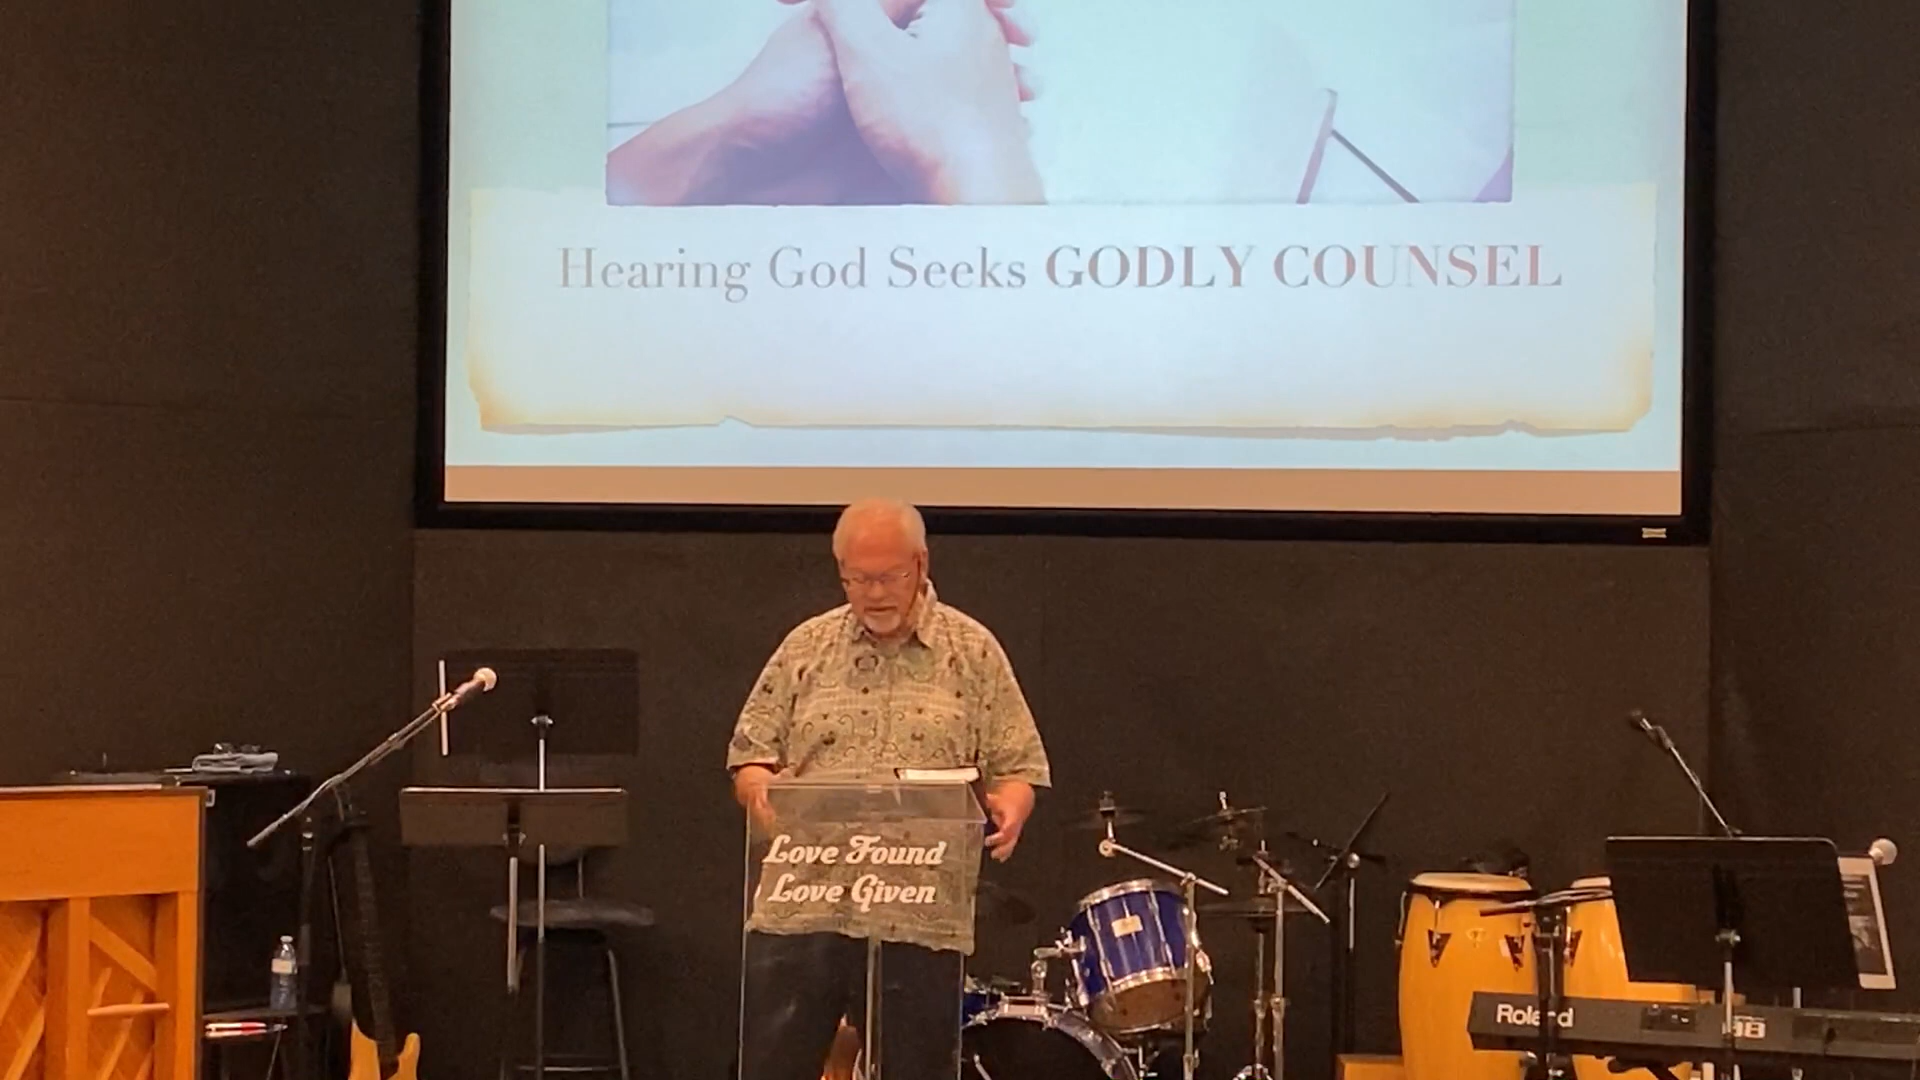 Hearing God Seeks GODLY COUNSEL
Love Found
Love Given
Roland